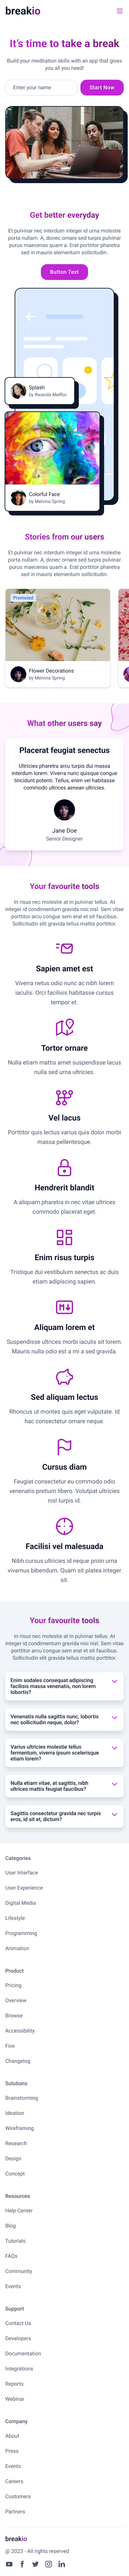 breakio
It's time to take a break
Build your meditation skills with an app that gives
you all you need!
Enter your name
Start Now
Get better everyday
Et pulvinar nec interdum integer id urna molestie
porta nullam. A, donec ornare sed turpis pulvinar
purus maecenas quam a. Erat porttitor pharetra
sed in mauris elementum sollicitudin.
Button Text
Splash
by Rwanda Melflor
Colorful Face
by Melvina Spring
Stories from our users
Et pulvinar nec interdum integer id urna molestie
porta nullam. A, donec ornare sed turpis pulvinar
purus maecenas quam a. Erat porttitor pharetra
sed in mauris elementum sollicitudin.
Promoted
Flower Decorations
by Melvina Spring
What other users say
Placerat feugiat senectus
Ultricies pharetra arcu turpis dui massa
interdum viverra. Viverra nunc quisque congue
tincidunt potenti. Tellus, enim vel habitasse
commodo ultrices aenean ultricies.
Jane Doe
Senior Designer
Your favourite tools
In risus nec molestie at in pulvinar tellus. At
integer id condimentum gravida nisi nisl. Sem vitae
porttitor arcu congue sem erat et sit faucibus.
Sollicitudin elit gravida tellus mattis porttitor.
Sapien amet est
Viverra netus odio nunc ac nibh lorem
iaculis. Orci facilisis habitasse cursus
tempor et.
Tortor ornare
Nulla etiam mattis amet suspendisse lacus
nulla sed urna ultricies.
Vel lacus
Porttitor quis lectus varius quis dolor morbi
massa pellentesque.
Hendrerit blandit
A aliquam pharetra in nec vitae ultrices
commodo placerat eget.
Enim risus turpis
Tristique dui vestibulum senectus ac duis
etiam adipiscing sapien.
Aliquam lorem et
Suspendisse ultrices morbi iaculis sit lorem.
Mauris nulla odio est a mi a sed gravida.
Sed aliquam lectus
Rhoncus ut montes quis eget vulputate. Id
hac consectetur ornare neque.
Cursus diam
Feugiat consectetur eu commodo odio
venenatis pretium libero. Volutpat ultricies
nisl turpis id.
Facilisi vel malesuada
Nibh cursus ultricies id neque proin urna
vivamus bibendum. Quam sit platea integer
sit.
Your favourite tools
In risus nec molestie at in pulvinar tellus. At
integer id condimentum gravida nisi nisl. Sem vitae
porttitor arcu congue sem erat et sit faucibus.
Sollicitudin elit gravida tellus mattis porttitor.
Enim sodales consequat adipiscing
facilisis massa venenatis, non lorem
lobortis?
Venenatis nulla sagittis nunc, lobortis
nec sollicitudin neque, dolor?
Varius ultricies molestie tellus
fermentum, viverra ipsum scelerisque
etiam lorem?
Nulla etiam vitae, at sagittis, nibh
ultrices mattis feugiat faucibus?
Sagittis consectetur gravida nec turpis
eros, id sit et, dictum?
Categories
User Interface
User Experience
Digital Media
Lifestyle
Programming
Animation
Product
Pricing
Overview
Browse
Accessibility
Five
Changelog
Solutions
Brainstorming
Ideation
Wireframing
Research
Design
Concept
Resources
Help Center
Blog
Tutorials
FAQs
Community
Events
Support
Contact Us
Developers
Documentation
Integrations
Reports
Webinar
Company
About
Press
Events
Careers
Customers
Partners
breakio
@ 2023 - All rights reserved